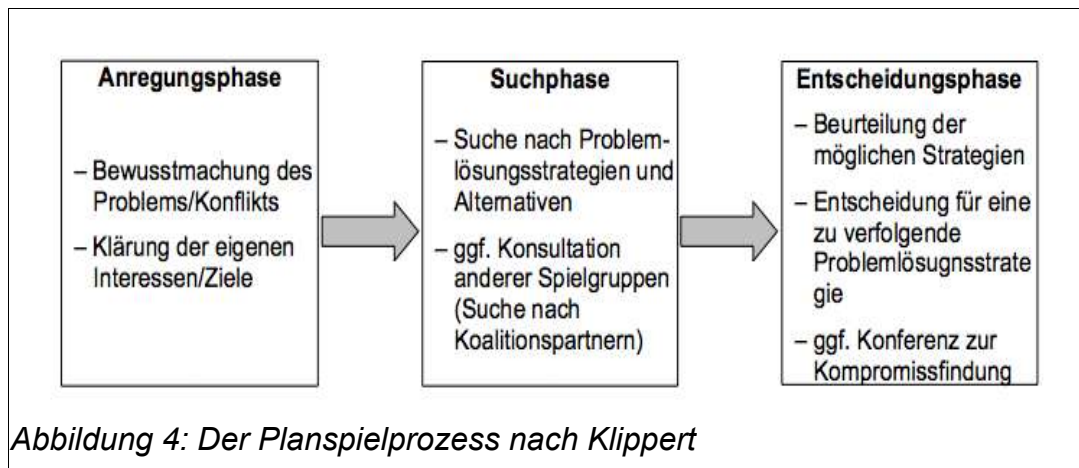 Anregungsphase
– Bewusstmachung des
Problems/Konflikts
– Klärung der eigenen
Interessen/Ziele
Suchphase
– Suche nach Problem-
lösungsstrategien und
Alternativen
– ggf. Konsultation
anderer Spielgruppen
(Suche nach
Koalitionspartnern)
Entscheidungsphase
– Beurteilung der
möglichen Strategien
– Entscheidung für eine
zu verfolgende
Problemlösugnsstrate
gie
– ggf. Konferenz zur
Kompromissfindung
Abbildung 4: Der Planspielprozess nach Klippert